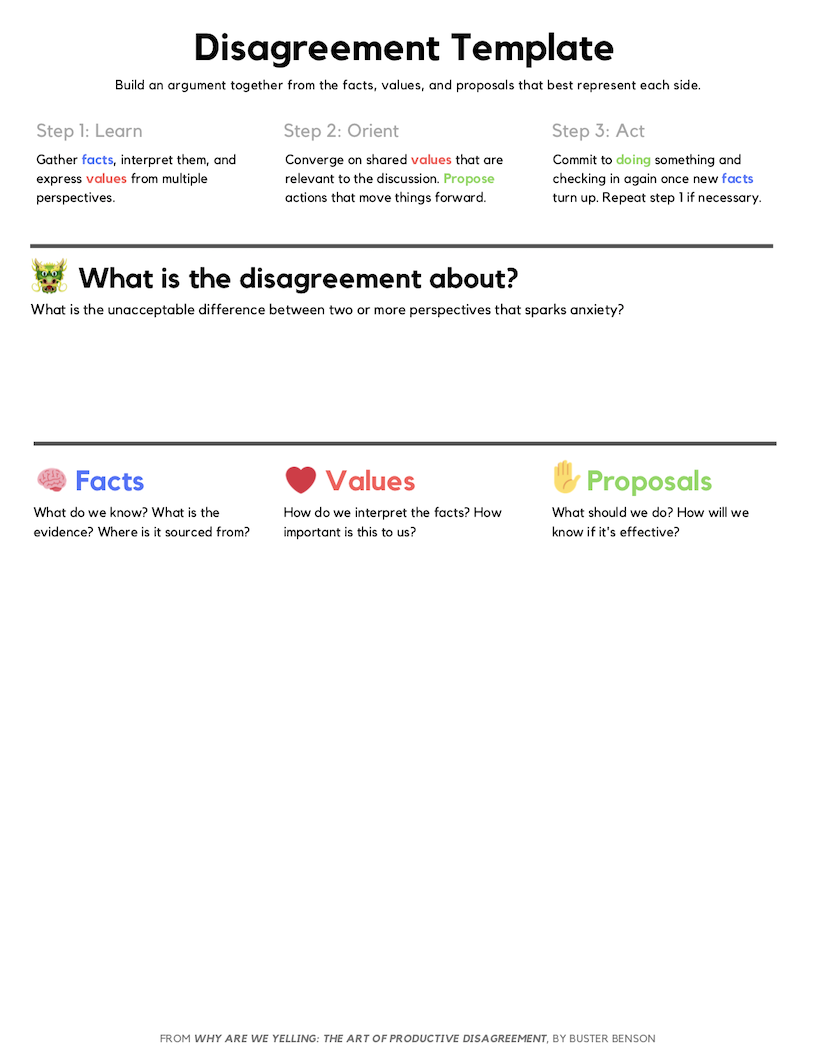 Disagreement Template
Build an argument together from the facts, values, and proposals that best represent each side.
Step 1: Learn
Gather facts, interpret them, and
express values from multiple
perspectives.
Step 2: Orient
Converge on shared values that are
relevant to the discussion. Propose
actions that move things forward.
Step 3: Act
Commit to doing something and
checking in again once new facts
turn up. Repeat step 1 if necessary.
What is the disagreement about?
What is the unacceptable difference between two or more perspectives that sparks anxiety?
Facts
What do we know? What is the
evidence? Where is it sourced from?
Values
How do we interpret the facts? How
important is this to us?
Proposals
What should we do? How will we
know if it's effective?
FROM WHY ARE WE YELLING: THE ART OF PRODUCTIVE DISAGREEMENT, BY BUSTER BENSON